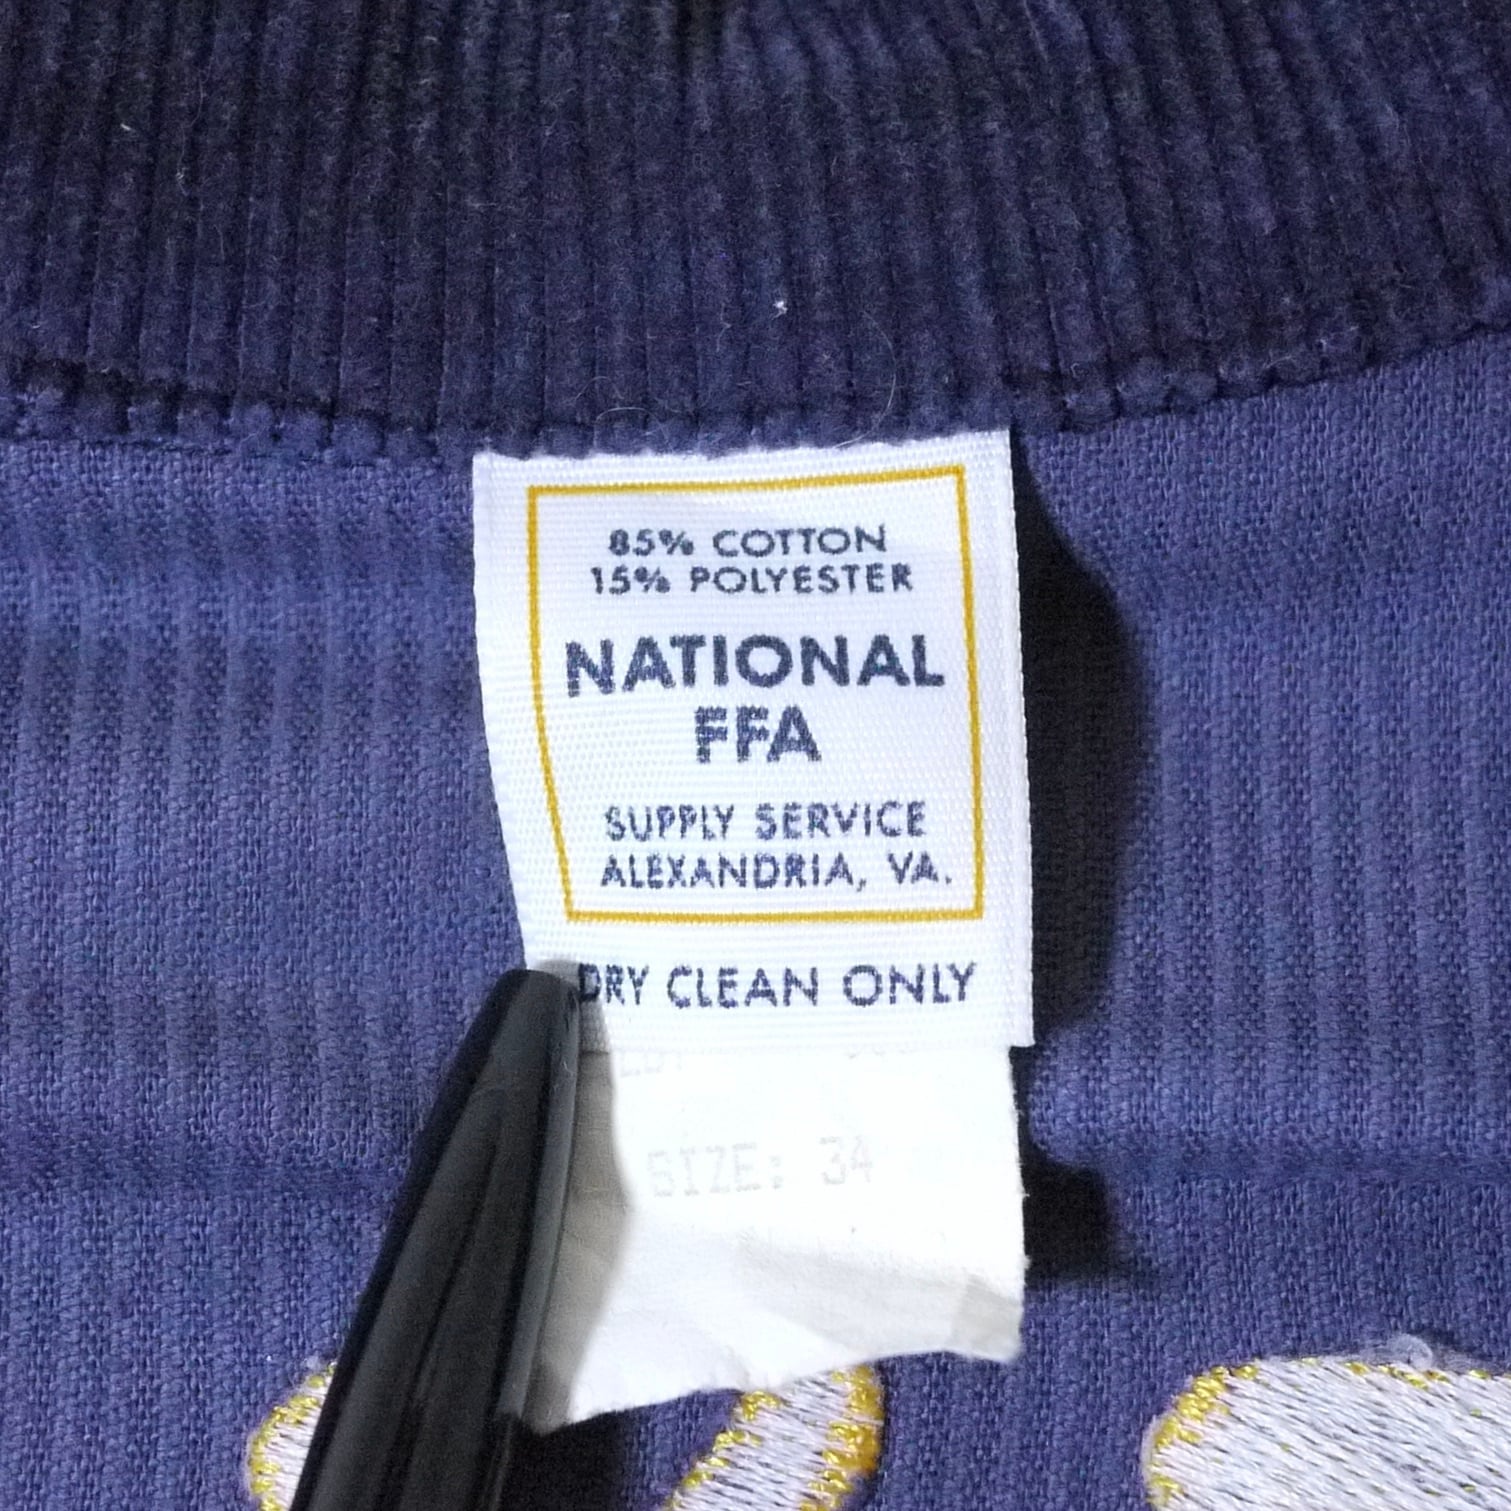 85% COTTON
15% POLYESTER
NATIONAL
FFA
SUPPLY SERVICE
ALEXANDRIA, VA.
DRY CLEAN ONLY
SIZE: 34